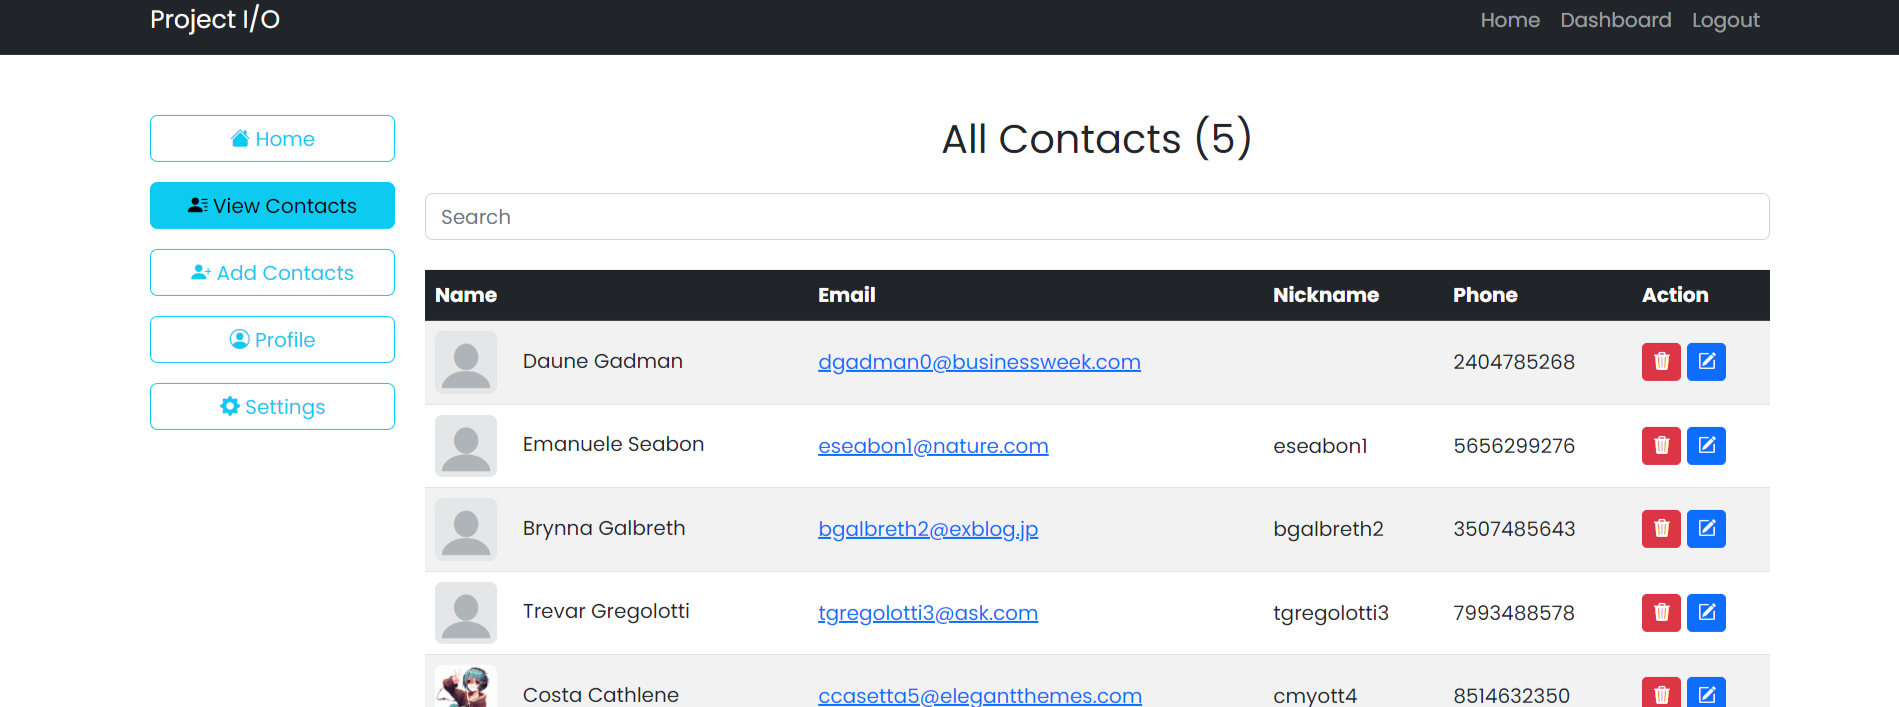 Project I/O
Home Dashboard Logout
Home
View Contacts
Add Contacts
Profile
Settings
All Contacts (5)
Search
Name Email Nickname Phone Action
Daune Gadman dgadman0@businessweek.com 2404785268
Emanuele Seabon eseabon1@nature.com eseabon1 5656299276
Brynna Galbreth bgalbreth2@exblog.jp bgalbreth2 3507485643
Trevar Gregolotti tgregolotti3@ask.com tgregolotti3 7993488578
Costa Cathlene ccasetta5@elegantthemes.com cmyott4 8514632350